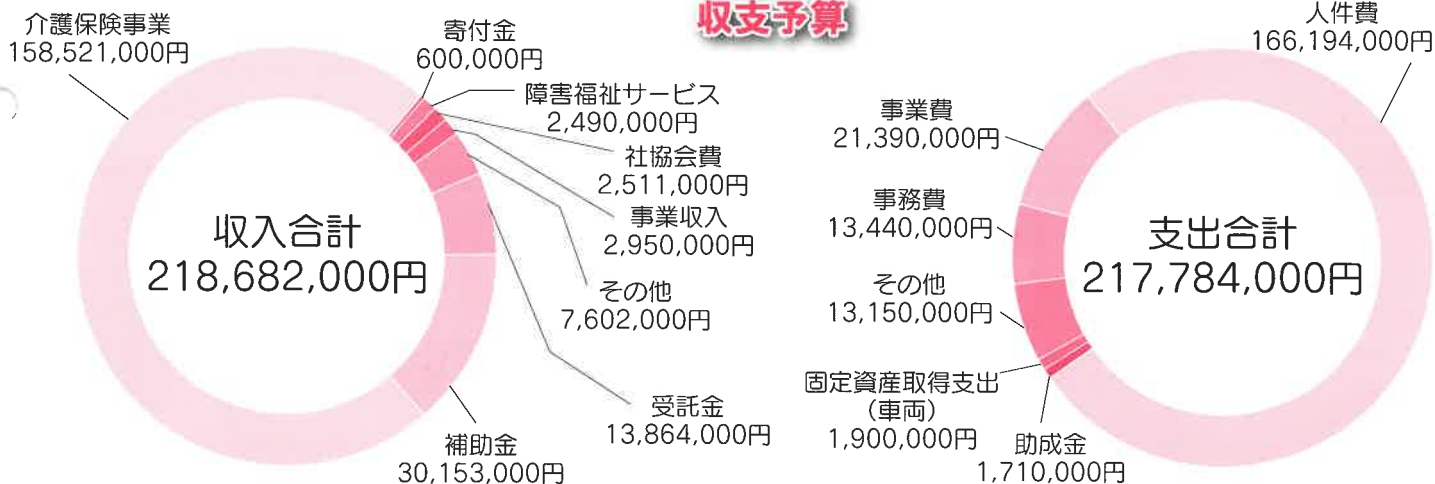 収支予算
介護保険事業
158,521,000円
寄付金
600,000円
障害福祉サービス
2,490,000円
社協会費
2,511,000円
事業収入
2,950,000円
その他
7,602,000円
受託金
13,864,000円
補助金
30,153,000円
収入合計
218,682,000円
人件費
166,194,000円
事業費
21,390,000円
事務費
13,440,000円
その他
13,150,000円
固定資産取得支出
（車両）
1,900,000円
助成金
1,710,000円
支出合計
217,784,000円